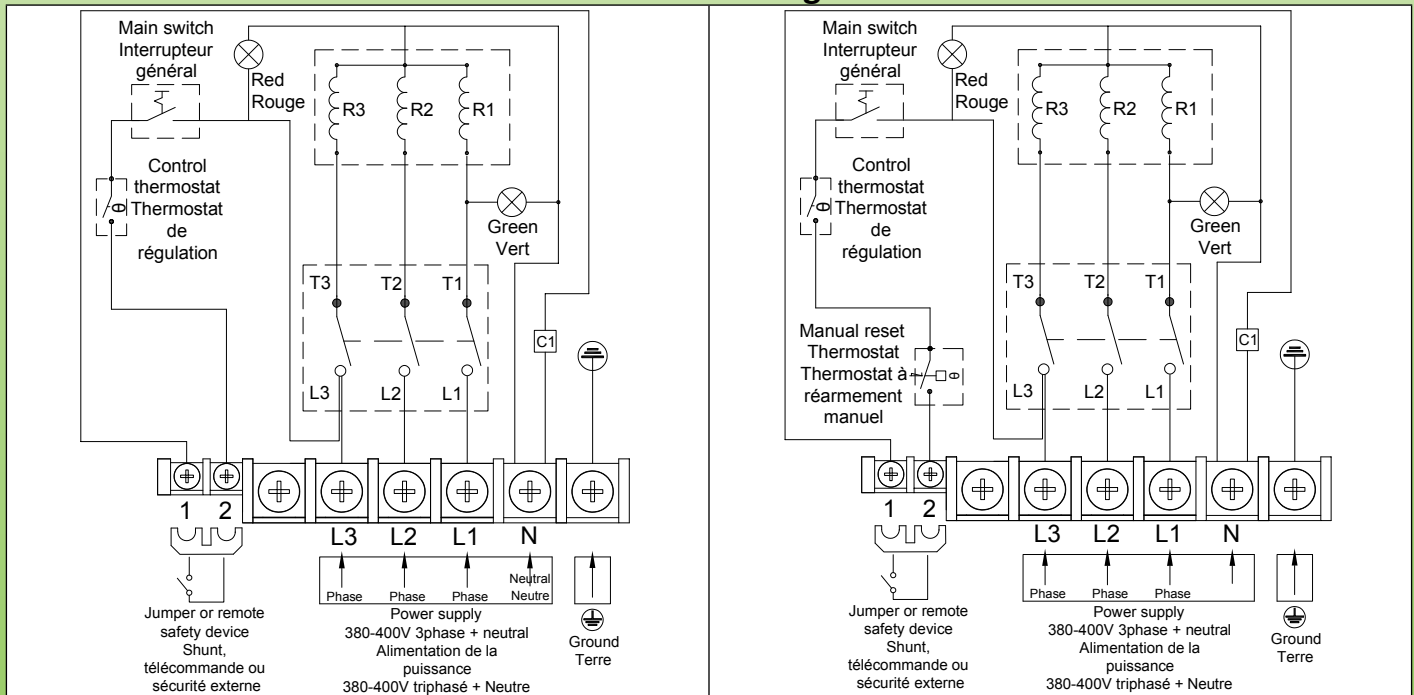 Main switch
Interrupteur
général
Red
Rouge
R3
R2
R1
Control
thermostat
θ
Thermostat
de
régulation
Green
Vert
T3
T2
T1
C1
L3
L2
L1
1
2
L3
L2
L1
N
Phase
Phase
Phase
Neutral
Neutre
Jumper or remote
safety device
Shunt,
télécommande ou
sécurité externe
Power supply
380-400V 3phase + neutral
Alimentation de la
puissance
380-400V triphasé + Neutre
Ground
Terre
Main switch
Interrupteur
général
Red
Rouge
R3
R2
R1
Control
thermostat
θ
Thermostat
de
régulation
Green
Vert
T3
T2
T1
C1
Manual reset
Thermostat
Thermostat à
réarmement
manuel
θ
L3
L2
L1
1
2
L3
L2
L1
N
Phase
Phase
Phase
Jumper or remote
safety device
Shunt,
télécommande ou
sécurité externe
Power supply
380-400V 3phase + neutral
Alimentation de la
puissance
380-400V triphasé + Neutre
Ground
Terre